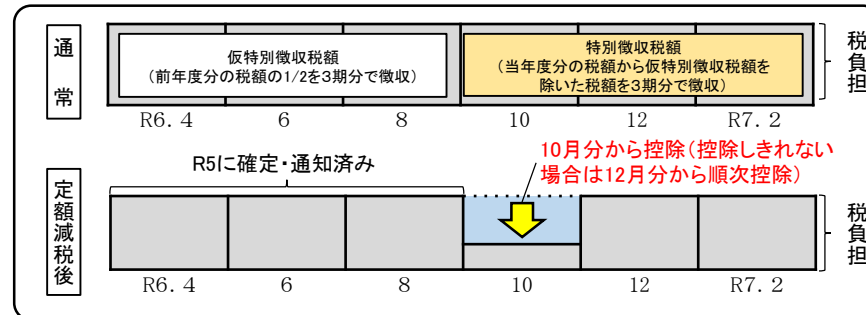 通常
仮特別徴収税額
(前年度分の税額の1/2を3期分で徴収)
特別徴収税額
(当年度分の税額から仮特別徴収税額を
除いた税額を3期分で徴収)
税負担
R6.4 6 8 10 12 R7.2
10月分から控除(控除しきれない
場合は12月分から順次控除)
R5に確定・通知済み
定額減税後
税負担
R6.4 6 8 10 12 R7.2